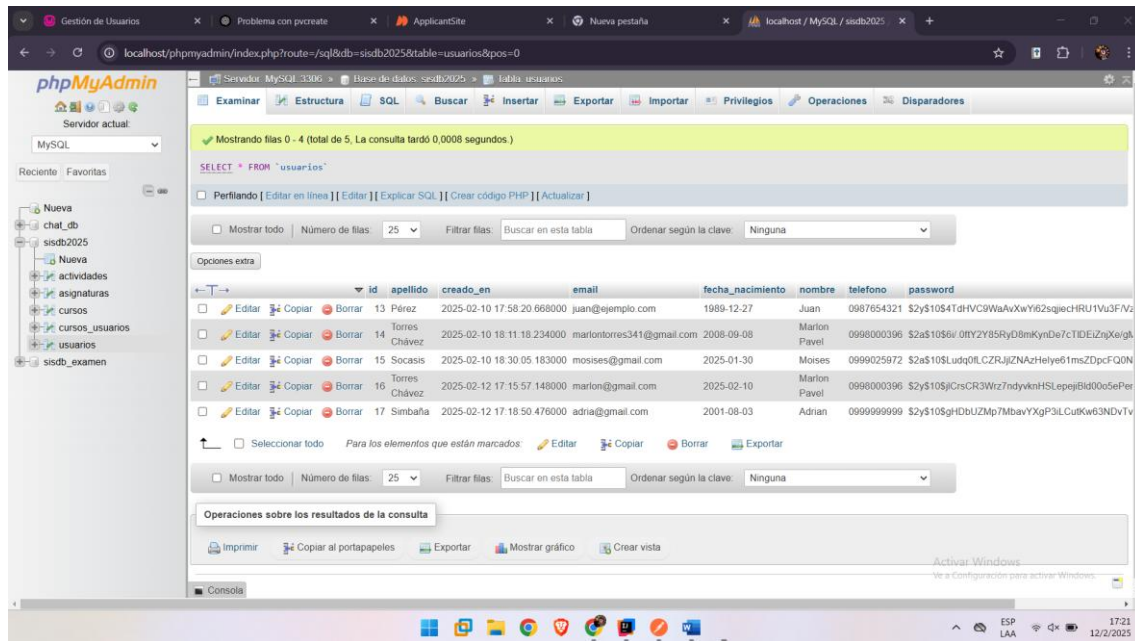 Gestión de Usuarios
Problema con pvcreate
ApplicantSite
Nueva pestaña
localhost / MySQL / sisdb2025
localhost/phpmyadmin/index.php?route=/sql&db=sisdb2025&table=usuarios&pos=0
phpMyAdmin
Servidor actual:
MySQL
Reciente Favoritas
Nueva
chat_db
sisdb2025
Nueva
actividades
asignaturas
cursos
cursos_usuarios
usuarios
sisdb_examen
Servidor: MySQL:3306 » Base de datos: sisdb2025 » Tabla: usuarios
Examinar Estructura SQL Buscar Insertar Exportar Importar Privilegios Operaciones Disparadores
Mostrando filas 0 - 4 (total de 5, La consulta tardó 0,0008 segundos.)
SELECT * FROM `usuarios`
Perfilando [ Editar en línea ] [ Editar ] [ Explicar SQL ] [ Crear código PHP ] [ Actualizar ]
Mostrar todo | Número de filas: 25 Filtrar filas: Buscar en esta tabla Ordenar según la clave: Ninguna
Opciones extra
←T→ id apellido creado_en email fecha_nacimiento nombre telefono password
Editar Copiar Borrar 13 Pérez 2025-02-10 17:58:20.668000 juan@ejemplo.com 1989-12-27 Juan 0987654321
Editar Copiar Borrar 14 Torres Chávez 2025-02-10 18:11:18.234000 marlontorres341@gmail.com 2008-09-08 Marlon Pavel 0998000396
Editar Copiar Borrar 15 Socasis 2025-02-10 18:30:05.183000 mosises@gmail.com 2025-01-30 Moises 0999025972
Editar Copiar Borrar 16 Torres Chávez 2025-02-12 17:15:57.148000 marlon@gmail.com 2025-02-10 Marlon Pavel 0998000396
Editar Copiar Borrar 17 Simbaña 2025-02-12 17:18:50.476000 adria@gmail.com 2001-08-03 Adrian 0999999999
Seleccionar todo Para los elementos que están marcados: Editar Copiar Borrar Exportar
Mostrar todo | Número de filas: 25 Filtrar filas: Buscar en esta tabla Ordenar según la clave: Ninguna
Operaciones sobre los resultados de la consulta
Imprimir Copiar al portapapeles Exportar Mostrar gráfico Crear vista
Activar Windows
Ve a Configuración para activar Windows.
Consola
ESP
LAA
17:21
12/2/2025